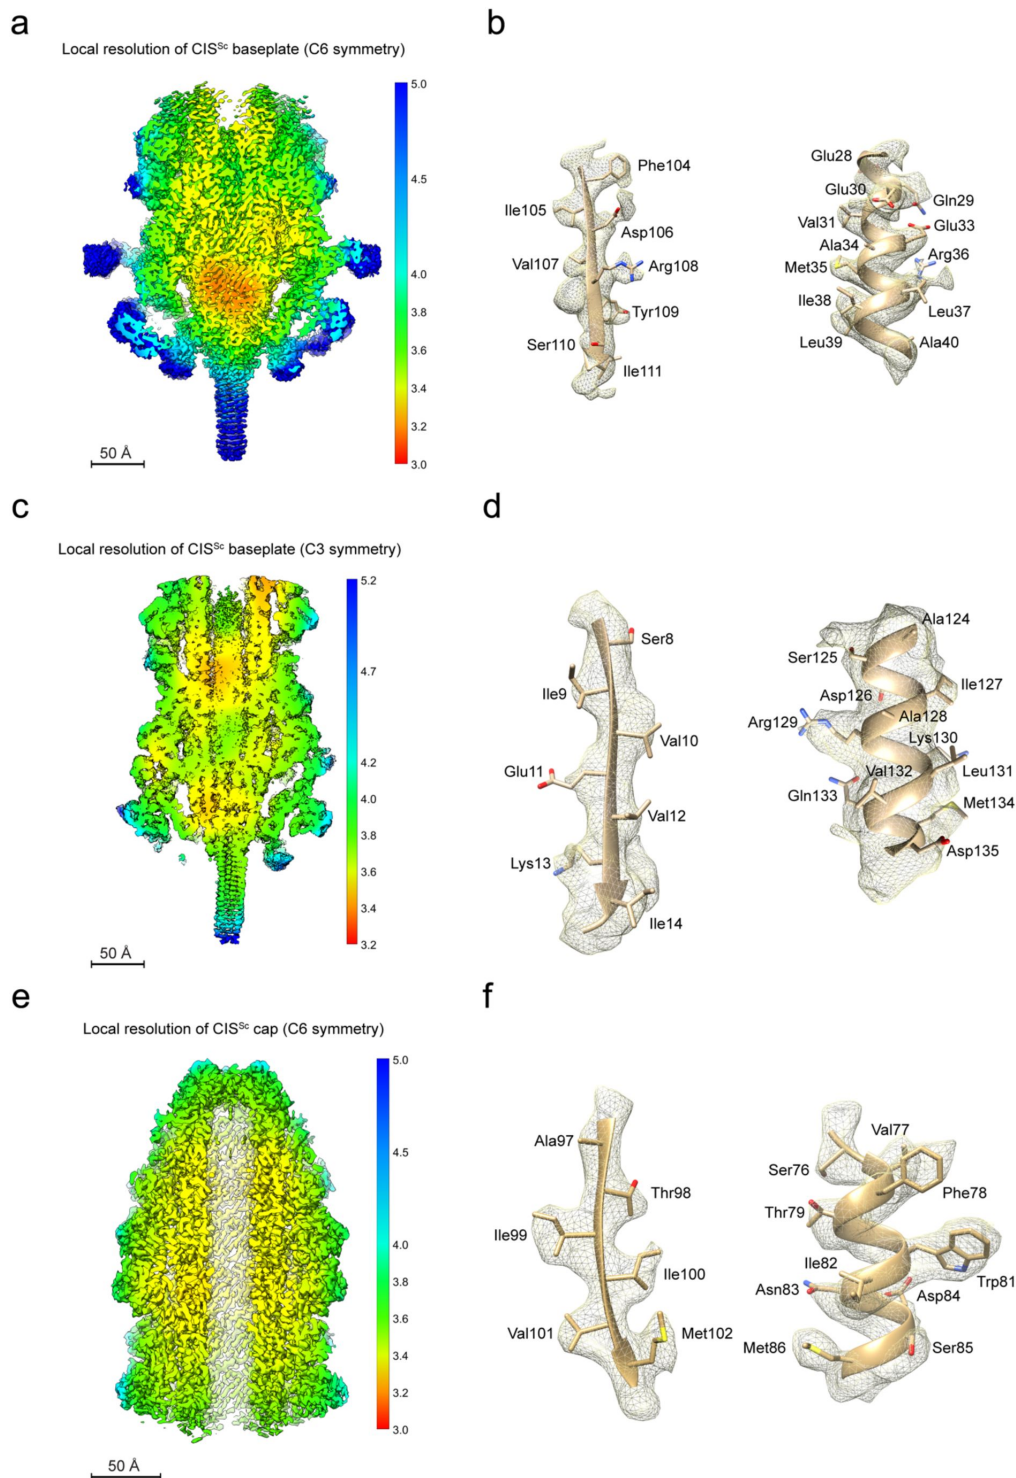 a
Local resolution of CISSc baseplate (C6 symmetry)
5.0
4.5
4.0
3.8
3.6
3.4
3.2
3.0
50 Å
b
Phe104
Ile105
Asp106
Val107
Arg108
Tyr109
Ser110
Ile111
Glu28
Glu30
Gln29
Val31
Glu33
Ala34
Arg36
Met35
Ile38
Leu37
Leu39
Ala40
c
Local resolution of CISSc baseplate (C3 symmetry)
5.2
4.7
4.2
4.0
3.8
3.6
3.4
3.2
50 Å
d
Ser8
Ile9
Val10
Glu11
Val12
Lys13
Ile14
Ala124
Ser125
Ile127
Asp126
Arg129
Ala128
Lys130
Val132
Leu131
Gln133
Met134
Asp135
e
Local resolution of CISSc cap (C6 symmetry)
5.0
4.5
4.0
3.8
3.6
3.4
3.2
3.0
50 Å
f
Ala97
Thr98
Ile99
Ile100
Val101
Met102
Val77
Ser76
Phe78
Thr79
Ile82
Trp81
Asn83
Asp84
Met86
Ser85